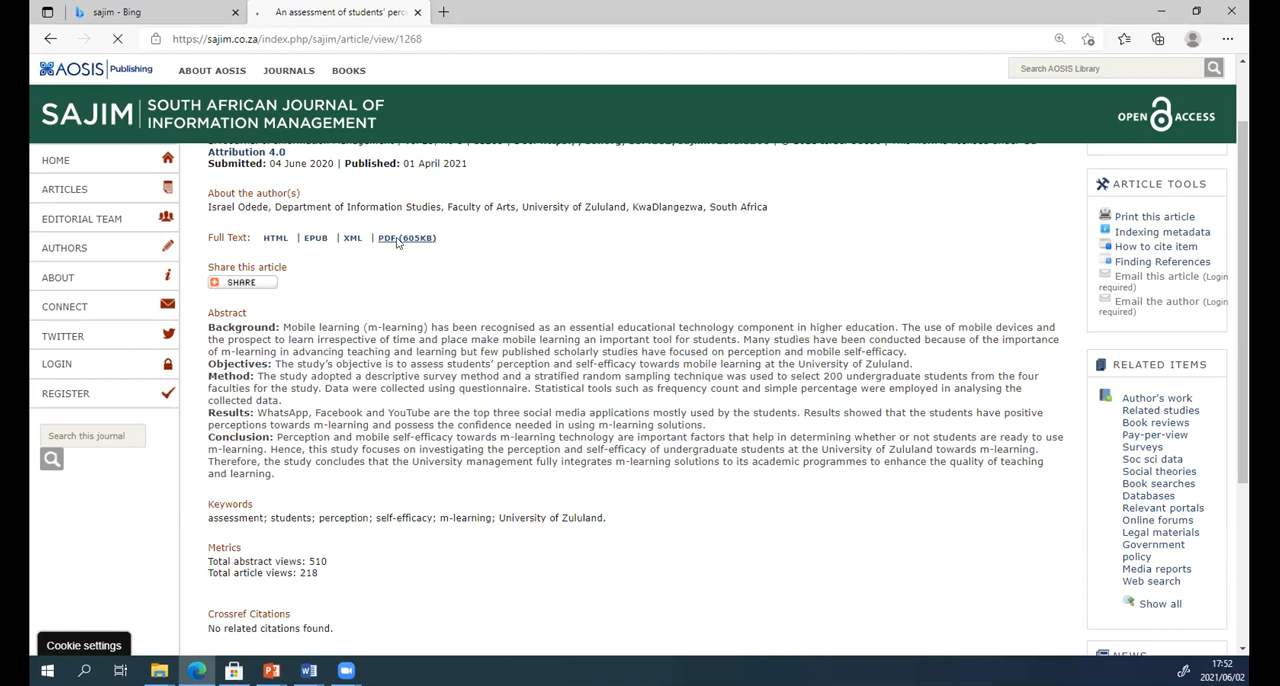 sajim - Bing
An assessment of students' perc
https://sajim.co.za/index.php/sajim/article/view/1268
AOSIS Publishing
ABOUT AOSIS
JOURNALS
BOOKS
Search AOSIS Library
SAJIM
SOUTH AFRICAN JOURNAL OF
INFORMATION MANAGEMENT
OPEN ACCESS
HOME
ARTICLES
EDITORIAL TEAM
AUTHORS
ABOUT
CONNECT
TWITTER
LOGIN
REGISTER
Search this journal
Cookie settings
Attribution 4.0
Submitted: 04 June 2020 | Published: 01 April 2021
About the author(s)
Israel Odede, Department of Information Studies, Faculty of Arts, University of Zululand, KwaDlangezwa, South Africa
Full Text: HTML | EPUB | XML | PDF (605KB)
Share this article
SHARE
Abstract
Background: Mobile learning (m-learning) has been recognised as an essential educational technology component in higher education. The use of mobile devices and
the prospect to learn irrespective of time and place make mobile learning an important tool for students. Many studies have been conducted because of the importance
of m-learning in advancing teaching and learning but few published scholarly studies have focused on perception and mobile self-efficacy.
Objectives: The study's objective is to assess students' perception and self-efficacy towards mobile learning at the University of Zululand.
Method: The study adopted a descriptive survey method and a stratified random sampling technique was used to select 200 undergraduate students from the four
faculties for the study. Data were collected using questionnaire. Statistical tools such as frequency count and simple percentage were employed in analysing the
collected data.
Results: WhatsApp, Facebook and YouTube are the top three social media applications mostly used by the students. Results showed that the students have positive
perceptions towards m-learning and possess the confidence needed in using m-learning solutions.
Conclusion: Perception and mobile self-efficacy towards m-learning technology are important factors that help in determining whether or not students are ready to use
m-learning. Hence, this study focuses on investigating the perception and self-efficacy of undergraduate students at the University of Zululand towards m-learning.
Therefore, the study concludes that the University management fully integrates m-learning solutions to its academic programmes to enhance the quality of teaching
and learning.
Keywords
assessment; students; perception; self-efficacy; m-learning; University of Zululand.
Metrics
Total abstract views: 510
Total article views: 218
Crossref Citations
No related citations found.
ARTICLE TOOLS
Print this article
Indexing metadata
How to cite item
Finding References
Email this article (Login
required)
Email the author (Login
required)
RELATED ITEMS
Author's work
Related studies
Book reviews
Pay-per-view
Surveys
Soc sci data
Social theories
Book searches
Databases
Relevant portals
Online forums
Legal materials
Government
policy
Media reports
Web search
Show all
NEWS
17:52
2021/06/02